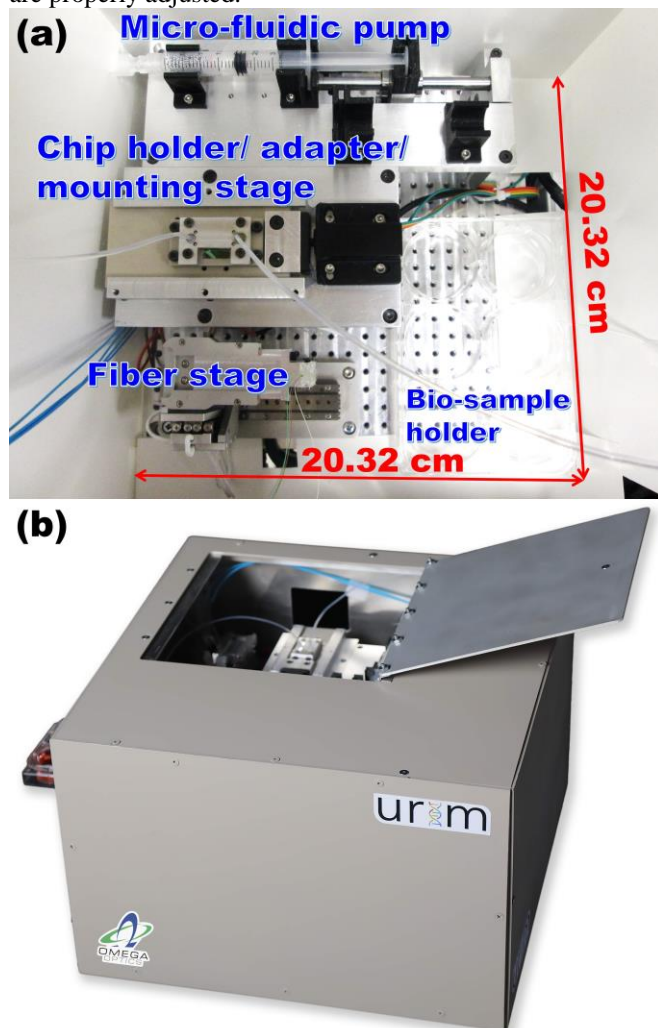 are properly adjusted.
(a)
Micro-fluidic pump
Chip holder/ adapter/
mounting stage
20.32 cm
Fiber stage
Bio-sample
holder
20.32 cm
(b)
urim
OMEGA
OPTICS